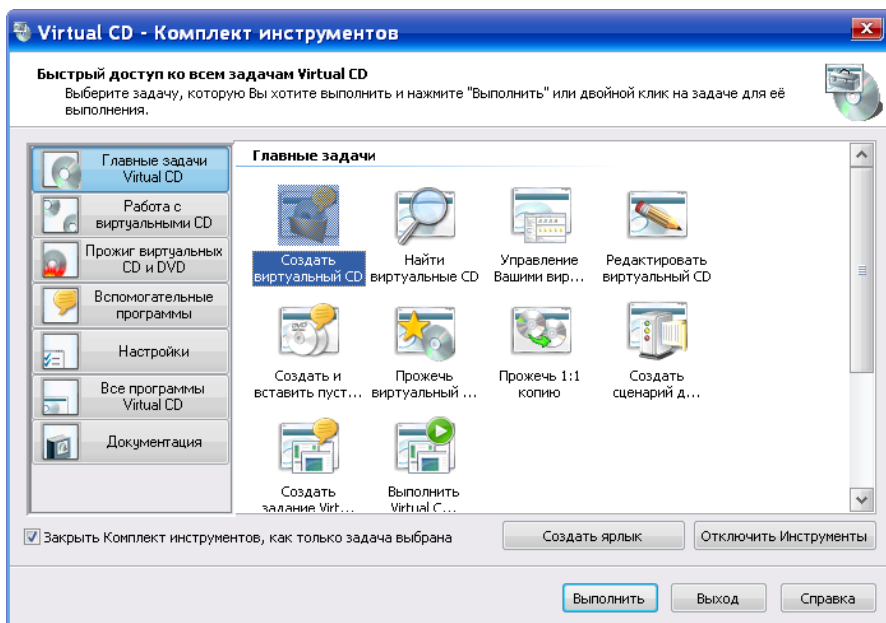 Virtual CD - Комплект инструментов
Быстрый доступ ко всем задачам Virtual CD
Выберите задачу, которую Вы хотите выполнить и нажмите "Выполнить" или двойной клик на задаче для её
выполнения.
Главные задачи
Virtual CD
Работа с
виртуальными CD
Прожиг виртуальных
CD и DVD
Вспомогательные
программы
Настройки
Все программы
Virtual CD
Документация
Главные задачи
Создать
виртуальный CD
Найти
виртуальные CD
Управление
Вашими вир...
Редактировать
виртуальный CD
Создать и
вставить пуст...
Прожечь
виртуальный ...
Прожечь 1:1
копию
Создать
сценарий д...
Создать
задание Virt...
Выполнить
Virtual C...
Закрыть Комплект инструментов, как только задача выбрана
Создать ярлык
Отключить Инструменты
Выполнить
Выход
Справка